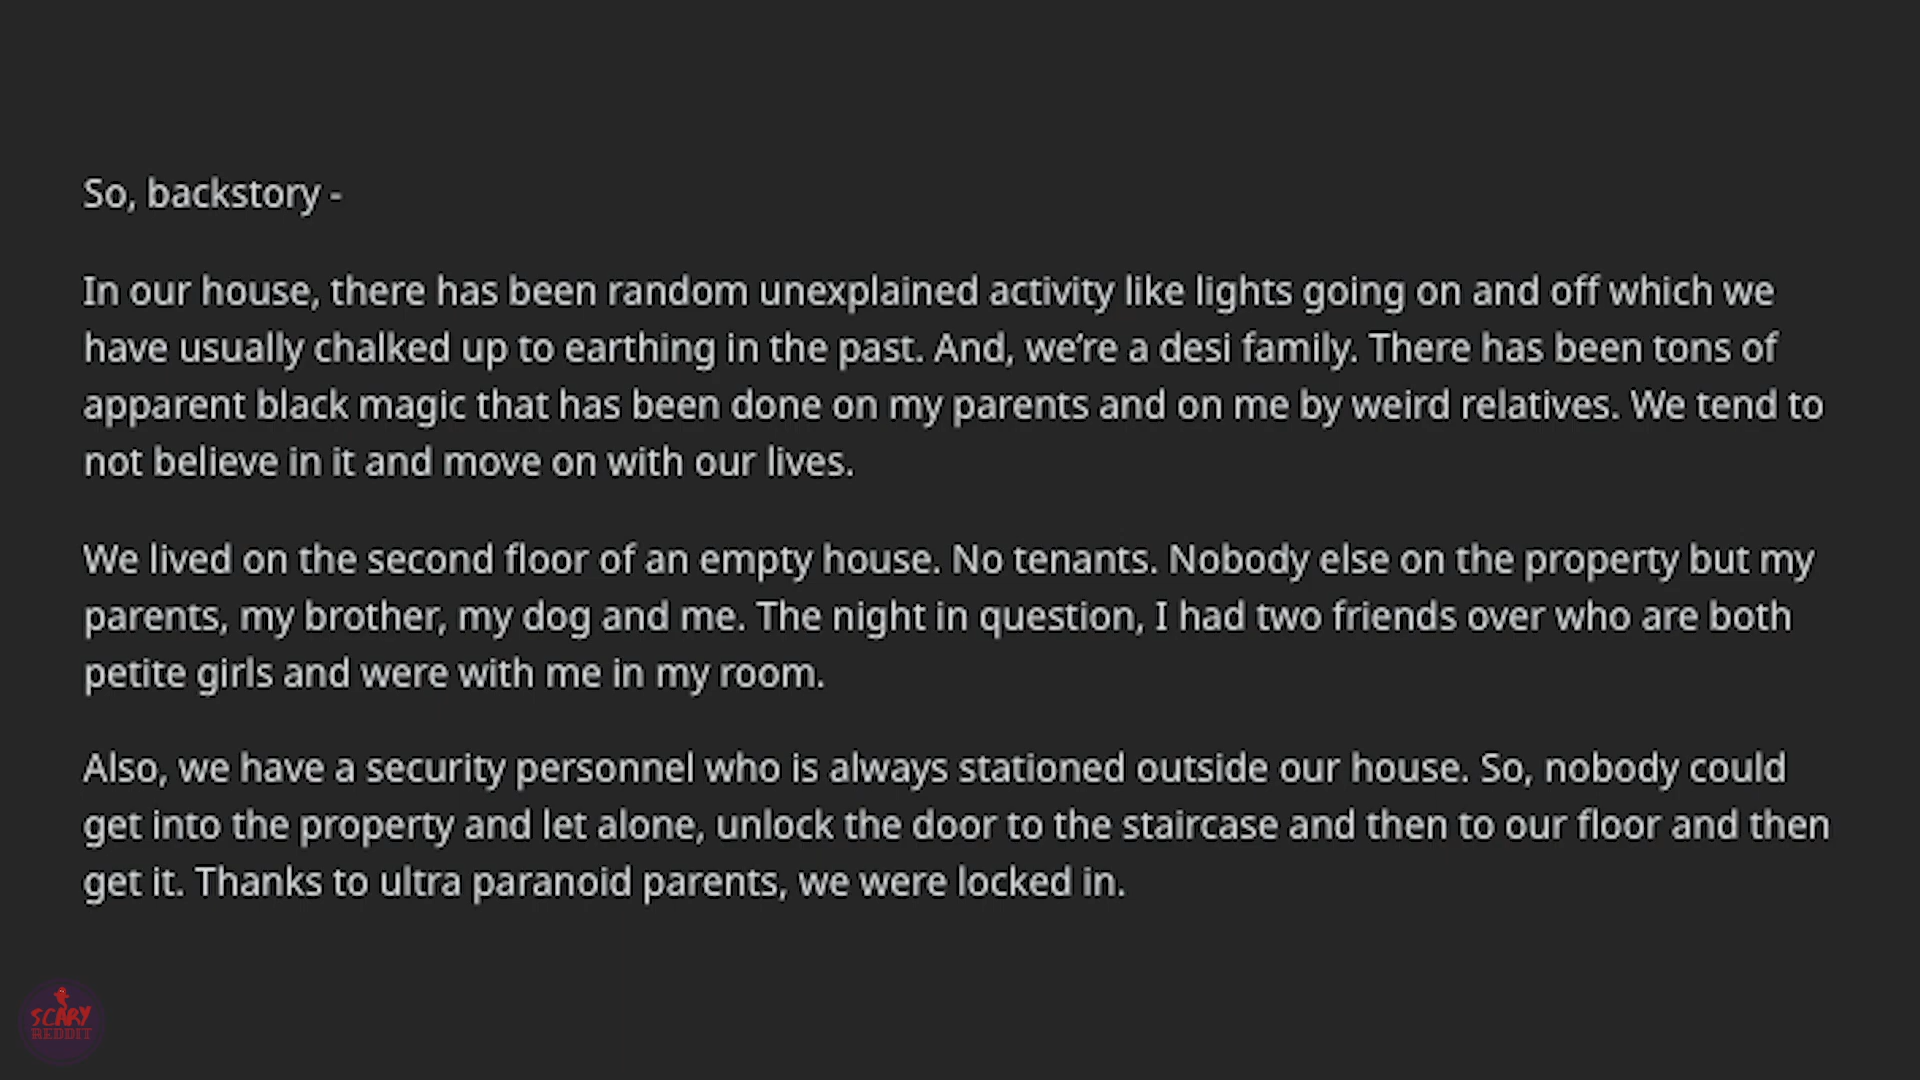 So, backstory -
In our house, there has been random unexplained activity like lights going on and off which we
have usually chalked up to earthing in the past. And, we’re a desi family. There has been tons of
apparent black magic that has been done on my parents and on me by weird relatives. We tend to
not believe in it and move on with our lives.
We lived on the second floor of an empty house. No tenants. Nobody else on the property but my
parents, my brother, my dog and me. The night in question, I had two friends over who are both
petite girls and were with me in my room.
Also, we have a security personnel who is always stationed outside our house. So, nobody could
get into the property and let alone, unlock the door to the staircase and then to our floor and then
get it. Thanks to ultra paranoid parents, we were locked in.
SCARY
REDDIT